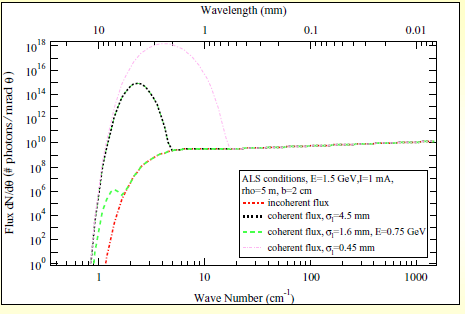 Wavelength (mm)
10 1 0.1 0.01
Flux dN/dθ (# photons/mrad θ)
10^18
10^16
10^14
10^12
10^10
10^8
10^6
10^4
10^2
10^0
ALS conditions, E=1.5 GeV,I=1 mA,
rho=5 m, b=2 cm
incoherent flux
coherent flux, σ_l=4.5 mm
coherent flux, σ_l=1.6 mm, E=0.75 GeV
coherent flux, σ_l=0.45 mm
1 10 100 1000
Wave Number (cm^-1)